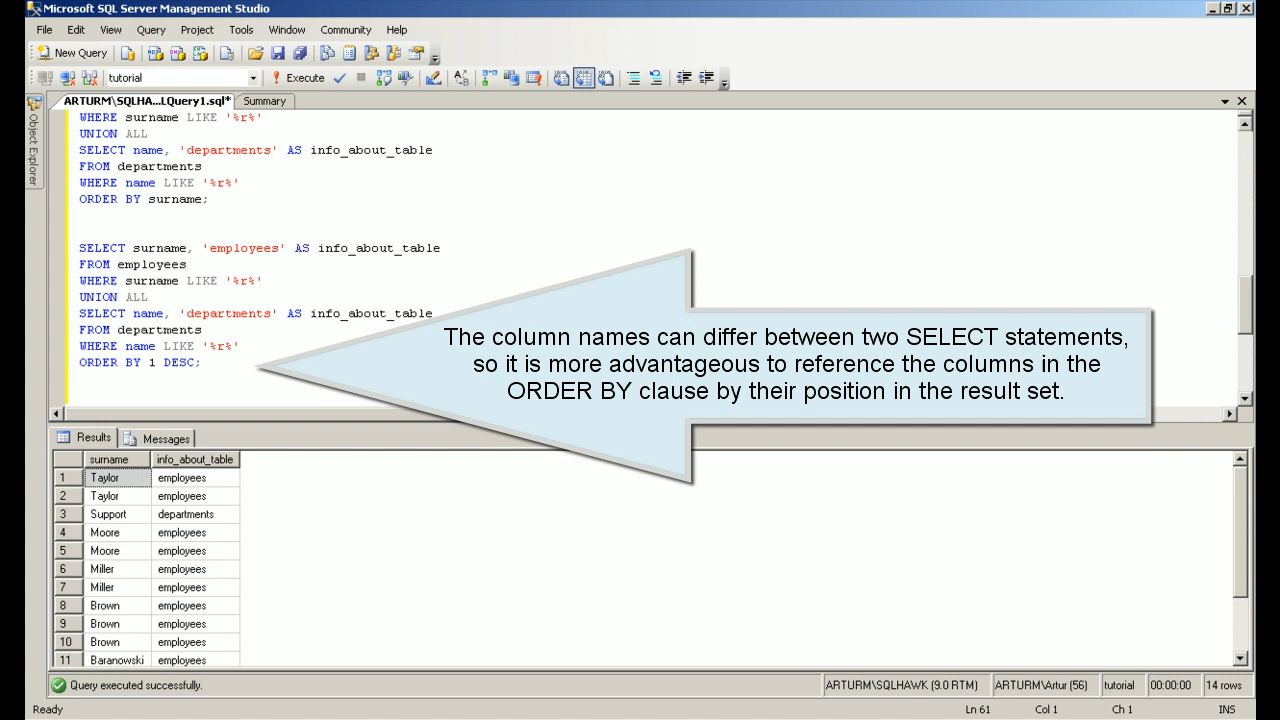 Microsoft SQL Server Management Studio
File Edit View Query Project Tools Window Community Help
New Query
tutorial Execute
ARTURM\SQLHA...LQuery1.sql* Summary
Object Explorer
WHERE surname LIKE '%r%'
UNION ALL
SELECT name, 'departments' AS info_about_table
FROM departments
WHERE name LIKE '%r%'
ORDER BY surname;
SELECT surname, 'employees' AS info_about_table
FROM employees
WHERE surname LIKE '%r%'
UNION ALL
SELECT name, 'departments' AS info_about_table
FROM departments
WHERE name LIKE '%r%'
ORDER BY 1 DESC;
The column names can differ between two SELECT statements,
so it is more advantageous to reference the columns in the
ORDER BY clause by their position in the result set.
Results Messages
surname info_about_table
1 Taylor employees
2 Taylor employees
3 Support departments
4 Moore employees
5 Moore employees
6 Miller employees
7 Miller employees
8 Brown employees
9 Brown employees
10 Brown employees
11 Baranowski employees
Query executed successfully. ARTURM\SQLHAWK (9.0 RTM) ARTURM\Artur (56) tutorial 00:00:00 14 rows
Ready Ln 61 Col 1 Ch 1 INS